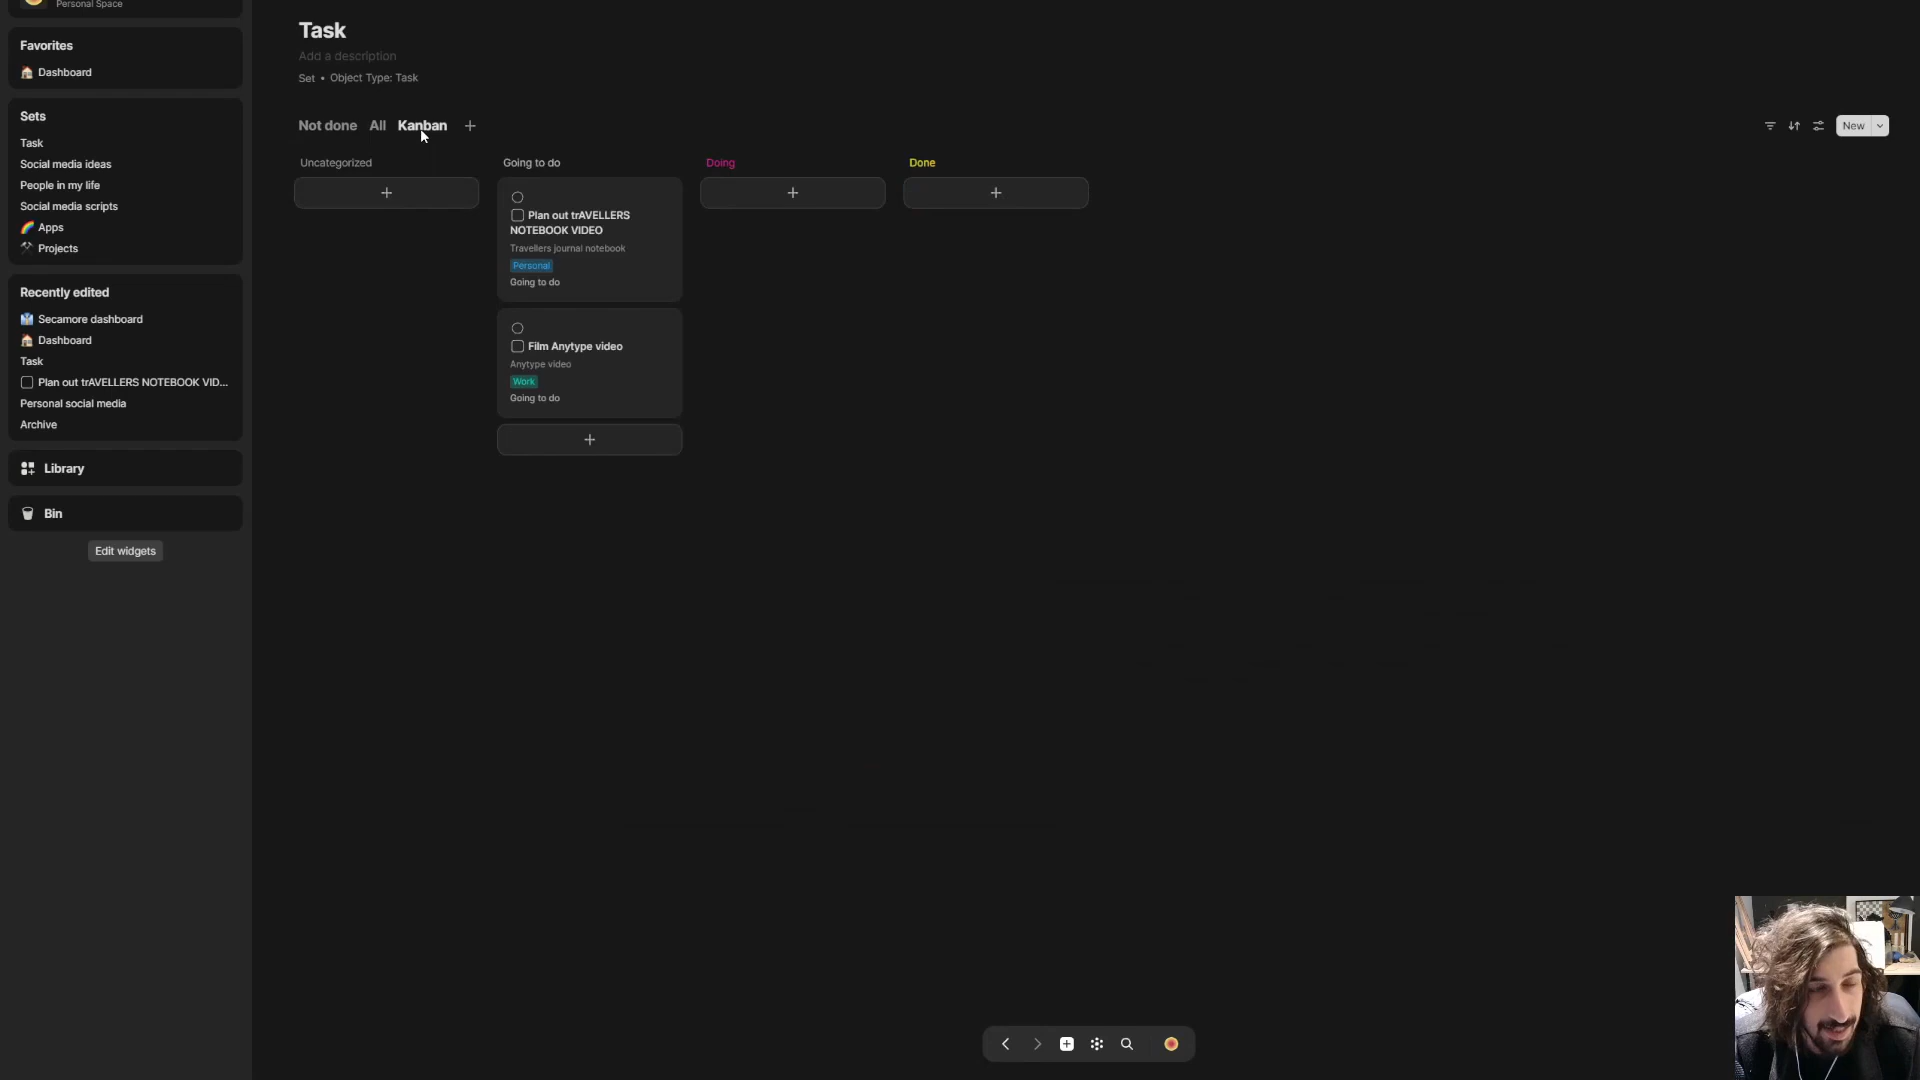 Personal Space
Favorites
Dashboard
Sets
Task
Social media ideas
People in my life
Social media scripts
Apps
Projects
Recently edited
Secamore dashboard
Dashboard
Task
Plan out trAVELLERS NOTEBOOK VID...
Personal social media
Archive
Library
Bin
Edit widgets
Task
Add a description
Set • Object Type: Task
Not done All Kanban
New
Uncategorized Going to do Doing Done
Plan out trAVELLERS
NOTEBOOK VIDEO
Travellers journal notebook
Personal
Going to do
Film Anytype video
Anytype video
Work
Going to do